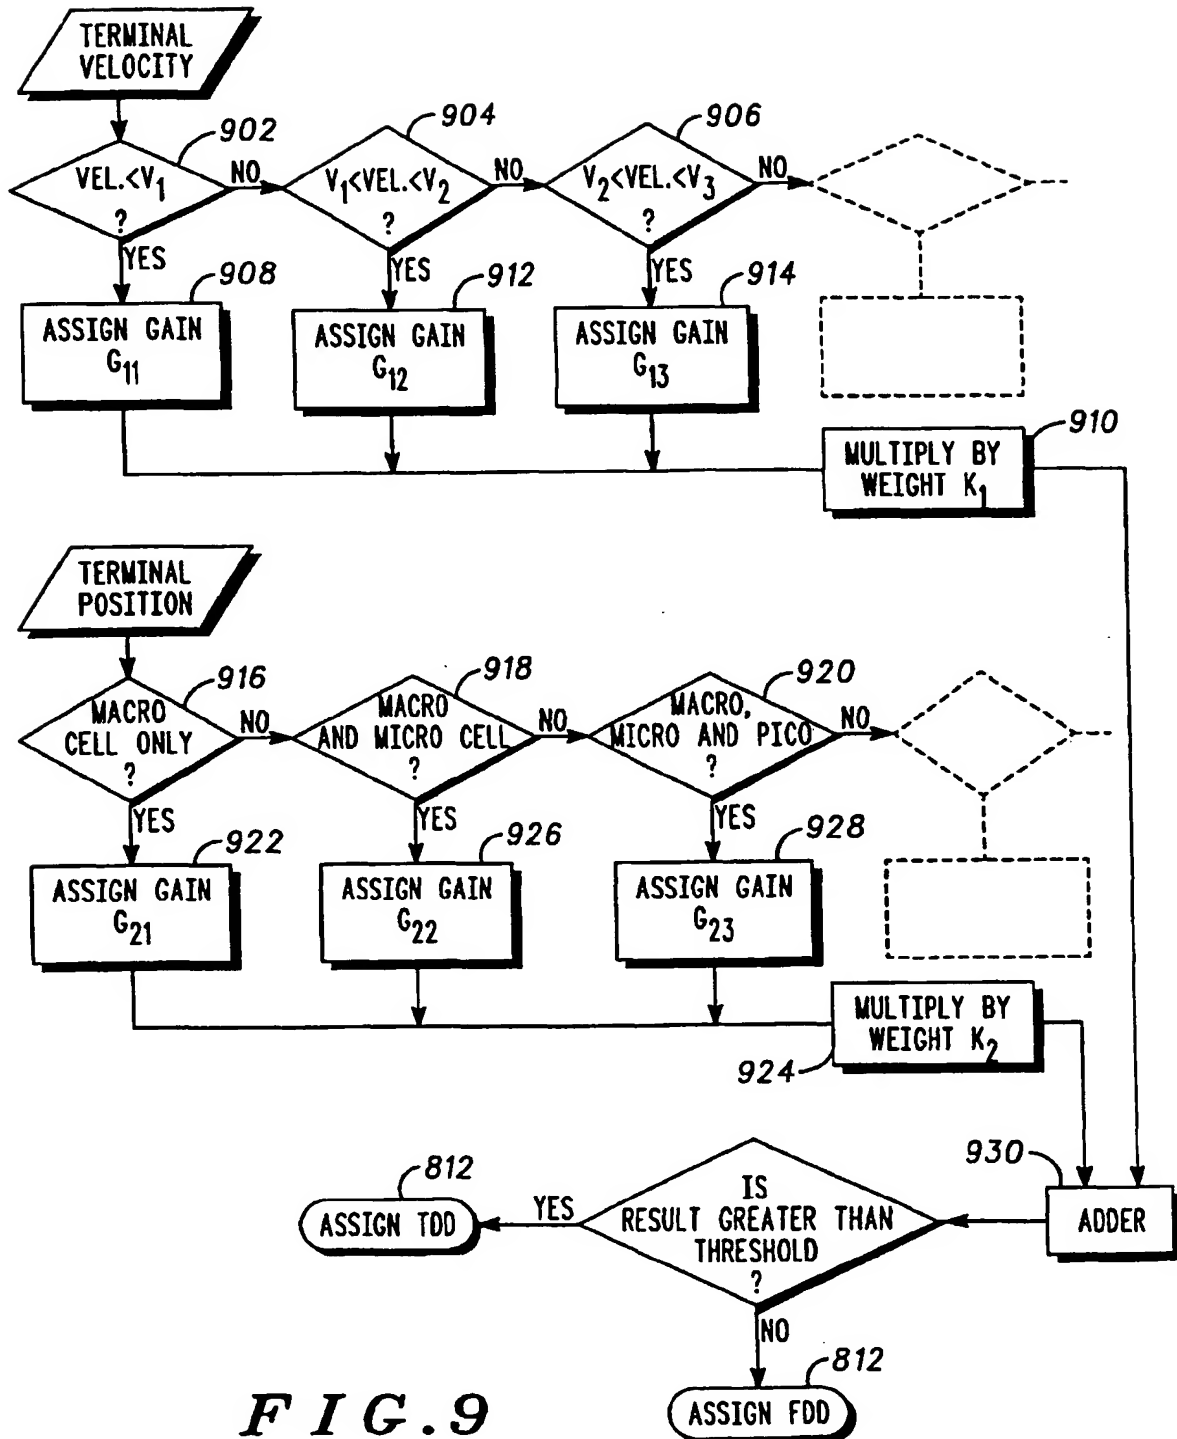 TERMINAL
VELOCITY
902
904
906
VEL.<V1
?
NO
V1<VEL.<V2
?
NO
V2<VEL.<V3
?
NO
YES
YES
YES
908
912
914
ASSIGN GAIN
G11
ASSIGN GAIN
G12
ASSIGN GAIN
G13
910
MULTIPLY BY
WEIGHT K1
TERMINAL
POSITION
916
918
920
MACRO
CELL ONLY
?
NO
MACRO
AND MICRO CELL
?
NO
MACRO,
MICRO AND PICO
?
NO
YES
YES
YES
922
926
928
ASSIGN GAIN
G21
ASSIGN GAIN
G22
ASSIGN GAIN
G23
MULTIPLY BY
WEIGHT K2
924
930
ADDER
812
ASSIGN TDD
YES
IS
RESULT GREATER THAN
THRESHOLD
?
NO
812
ASSIGN FDD
FIG.9